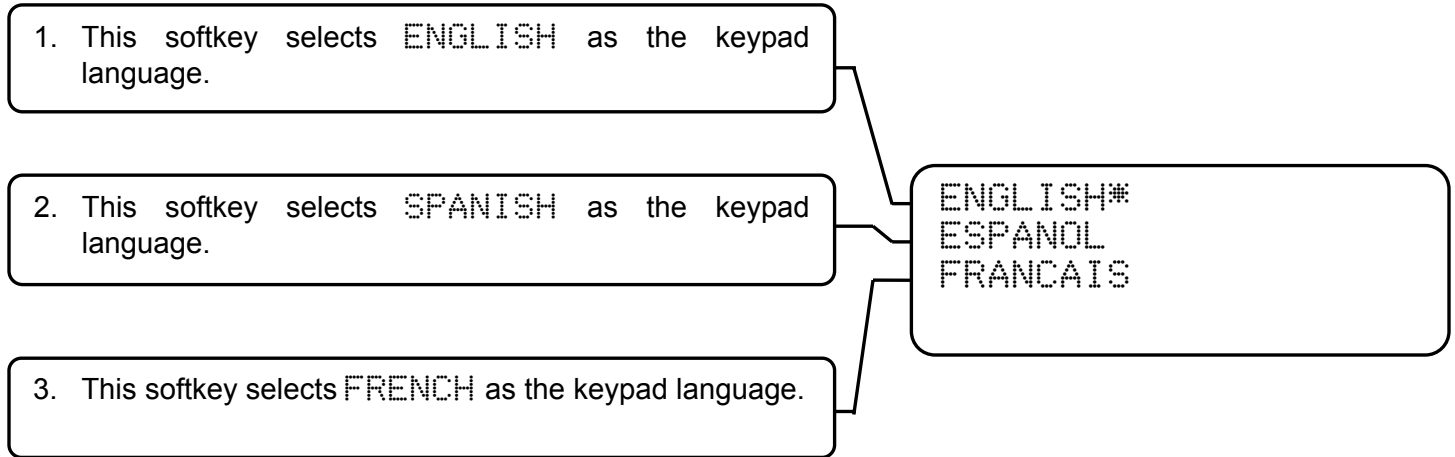 1. This softkey selects ENGLISH as the keypad
language.
2. This softkey selects SPANISH as the keypad
language.
3. This softkey selects FRENCH as the keypad language.
ENGLISH*
ESPANOL
FRANCAIS